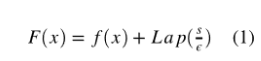 F(x) = f(x) + Lap(s/ϵ) (1)